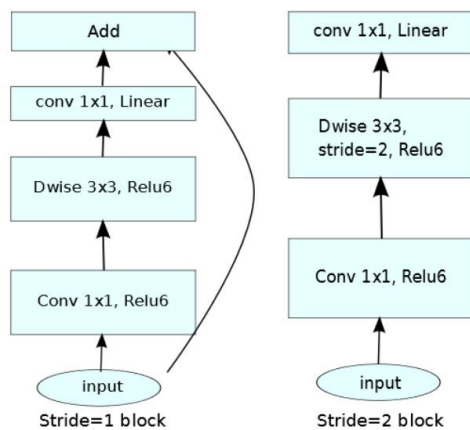 Add
conv 1x1, Linear
Dwise 3x3, Relu6
Conv 1x1, Relu6
input
Stride=1 block
conv 1x1, Linear
Dwise 3x3,
stride=2, Relu6
Conv 1x1, Relu6
input
Stride=2 block